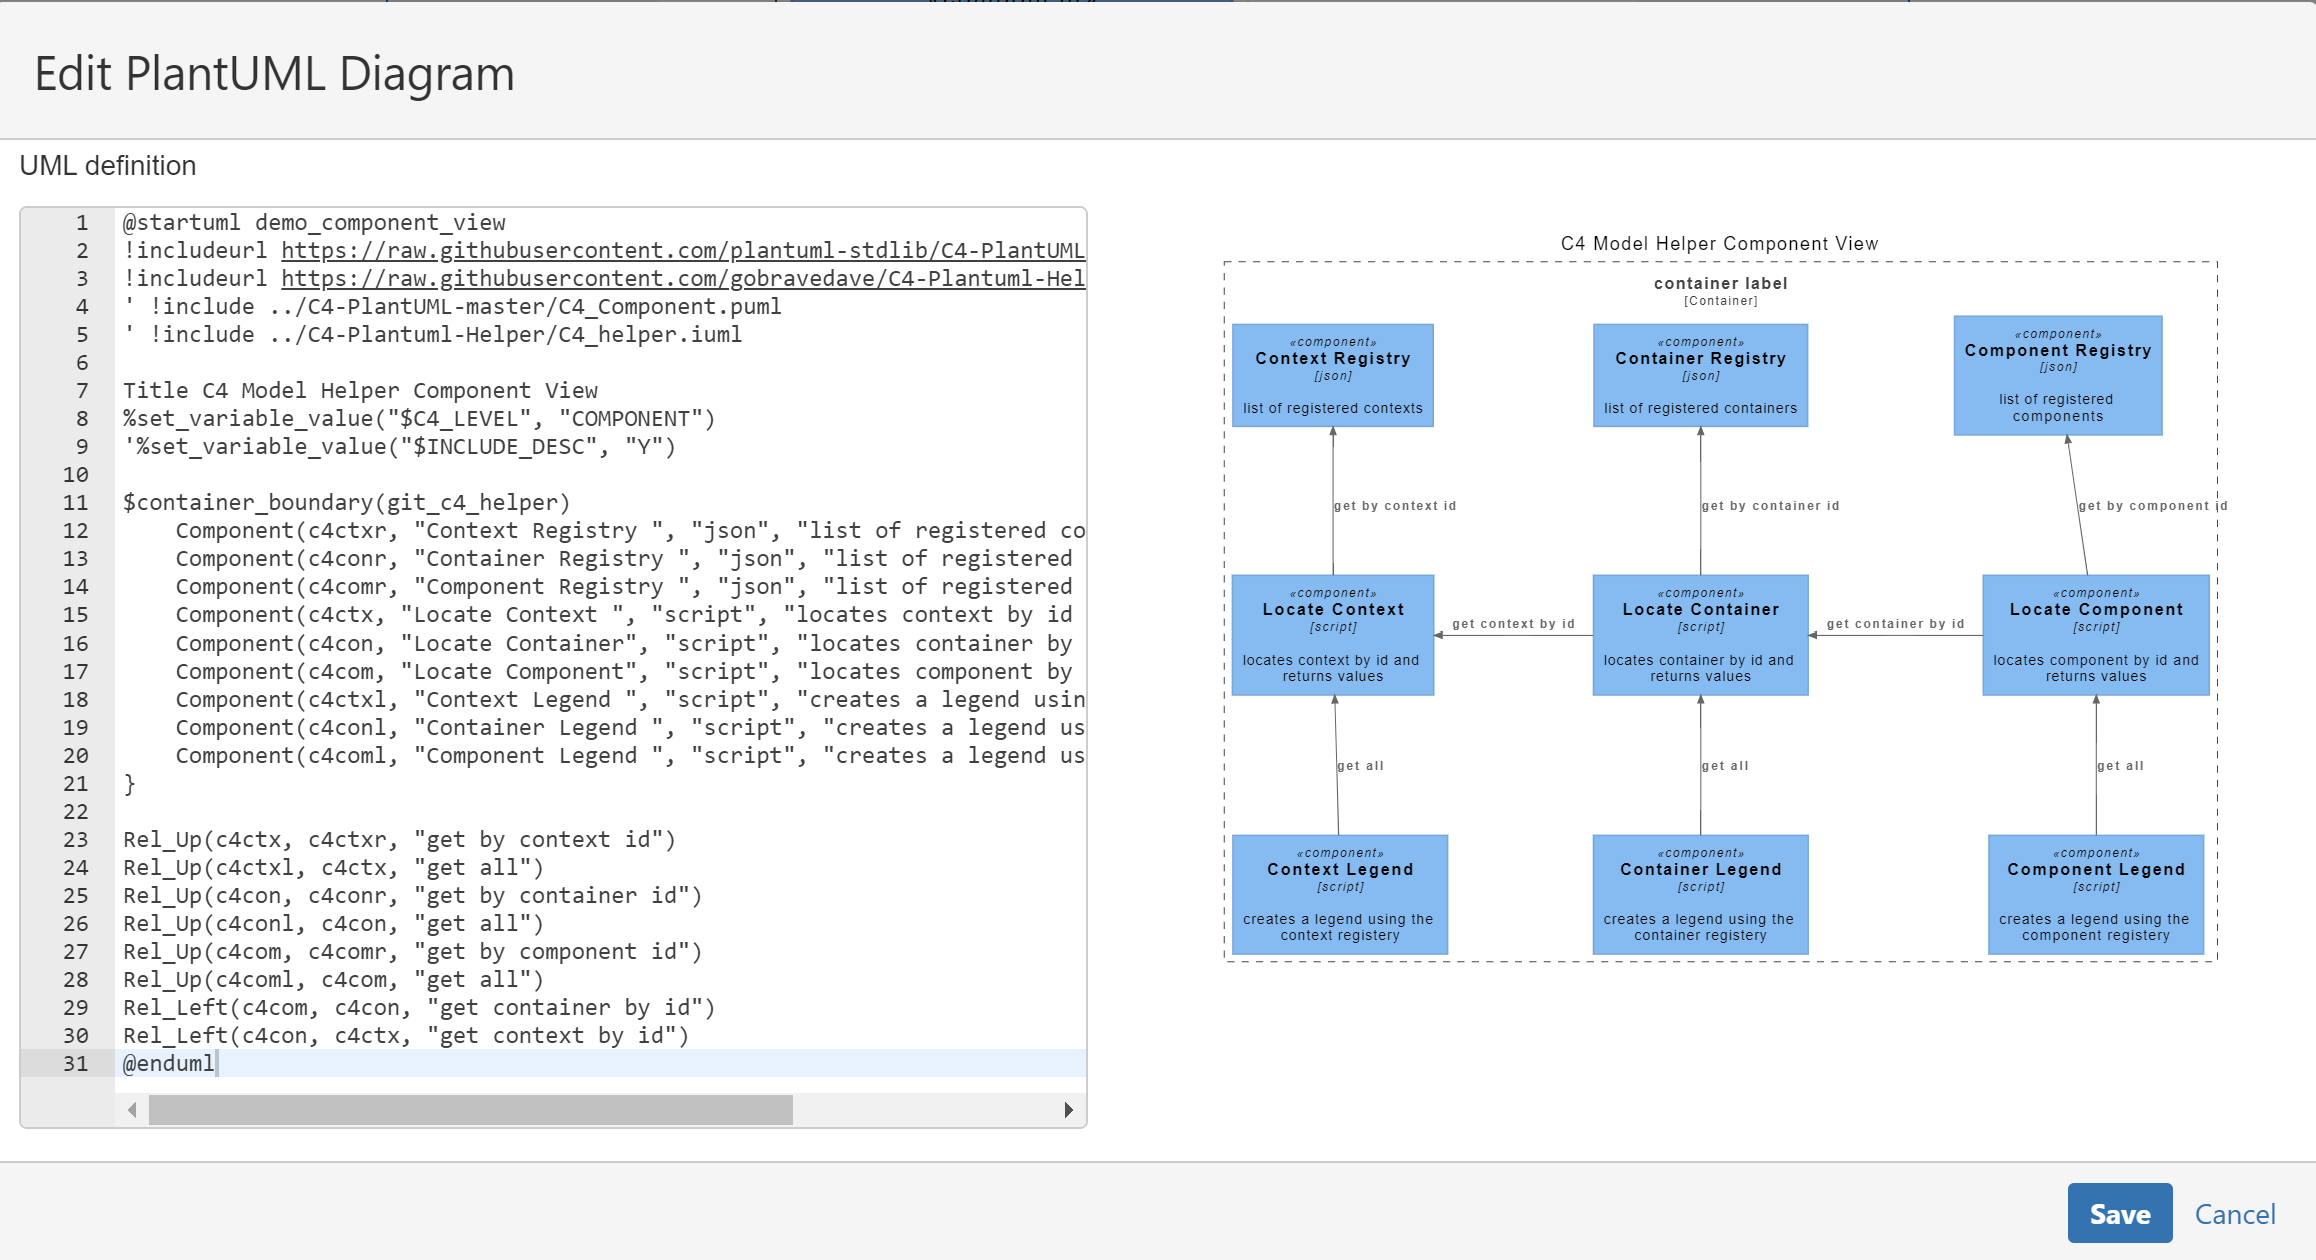 Edit PlantUML Diagram
UML definition
1 @startuml demo_component_view
2 !includeurl https://raw.githubusercontent.com/plantuml-stdlib/C4-PlantUML
3 !includeurl https://raw.githubusercontent.com/gobravedave/C4-Plantuml-Hel
4 ' !include ../C4-PlantUML-master/C4_Component.puml
5 ' !include ../C4-Plantuml-Helper/C4_helper.iuml
6
7 Title C4 Model Helper Component View
8 %set_variable_value("$C4_LEVEL", "COMPONENT")
9 '%set_variable_value("$INCLUDE_DESC", "Y")
10
11 $container_boundary(git_c4_helper)
12 Component(c4ctxr, "Context Registry ", "json", "list of registered co
13 Component(c4conr, "Container Registry ", "json", "list of registered
14 Component(c4comr, "Component Registry ", "json", "list of registered
15 Component(c4ctx, "Locate Context ", "script", "locates context by id
16 Component(c4con, "Locate Container", "script", "locates container by
17 Component(c4com, "Locate Component", "script", "locates component by
18 Component(c4ctxl, "Context Legend ", "script", "creates a legend usin
19 Component(c4conl, "Container Legend ", "script", "creates a legend us
20 Component(c4coml, "Component Legend ", "script", "creates a legend us
21 }
22
23 Rel_Up(c4ctx, c4ctxr, "get by context id")
24 Rel_Up(c4ctxl, c4ctx, "get all")
25 Rel_Up(c4con, c4conr, "get by container id")
26 Rel_Up(c4conl, c4con, "get all")
27 Rel_Up(c4com, c4comr, "get by component id")
28 Rel_Up(c4coml, c4com, "get all")
29 Rel_Left(c4com, c4con, "get container by id")
30 Rel_Left(c4con, c4ctx, "get context by id")
31 @enduml
C4 Model Helper Component View
container label
[Container]
«component»
Context Registry
[json]
list of registered contexts
«component»
Container Registry
[json]
list of registered containers
«component»
Component Registry
[json]
list of registered
components
get by context id
get by container id
get by component id
«component»
Locate Context
[script]
locates context by id and
returns values
get context by id
«component»
Locate Container
[script]
locates container by id and
returns values
get container by id
«component»
Locate Component
[script]
locates component by id and
returns values
get all
get all
get all
«component»
Context Legend
[script]
creates a legend using the
context registery
«component»
Container Legend
[script]
creates a legend using the
container registery
«component»
Component Legend
[script]
creates a legend using the
component registery
Save
Cancel